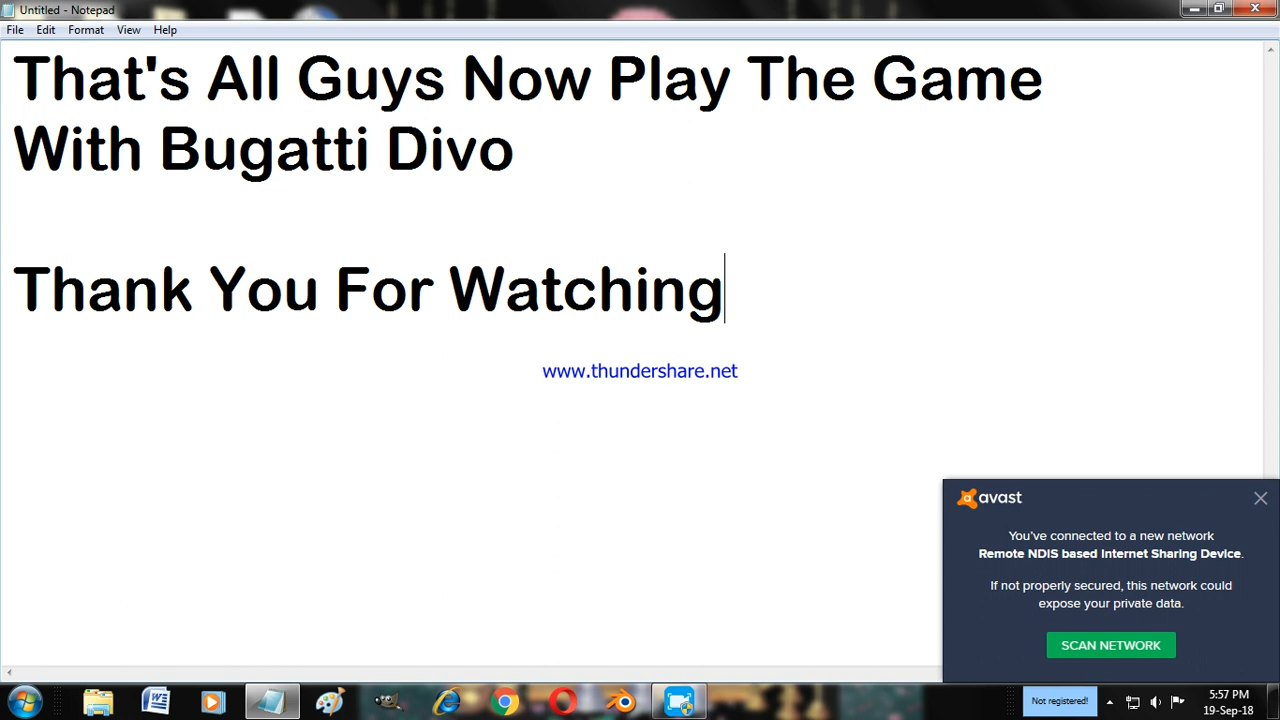 Untitled - Notepad
File Edit Format View Help
That's All Guys Now Play The Game
With Bugatti Divo
Thank You For Watching
www.thundershare.net
avast
You've connected to a new network
Remote NDIS based Internet Sharing Device.
If not properly secured, this network could
expose your private data.
SCAN NETWORK
Not registered!
5:57 PM
19-Sep-18